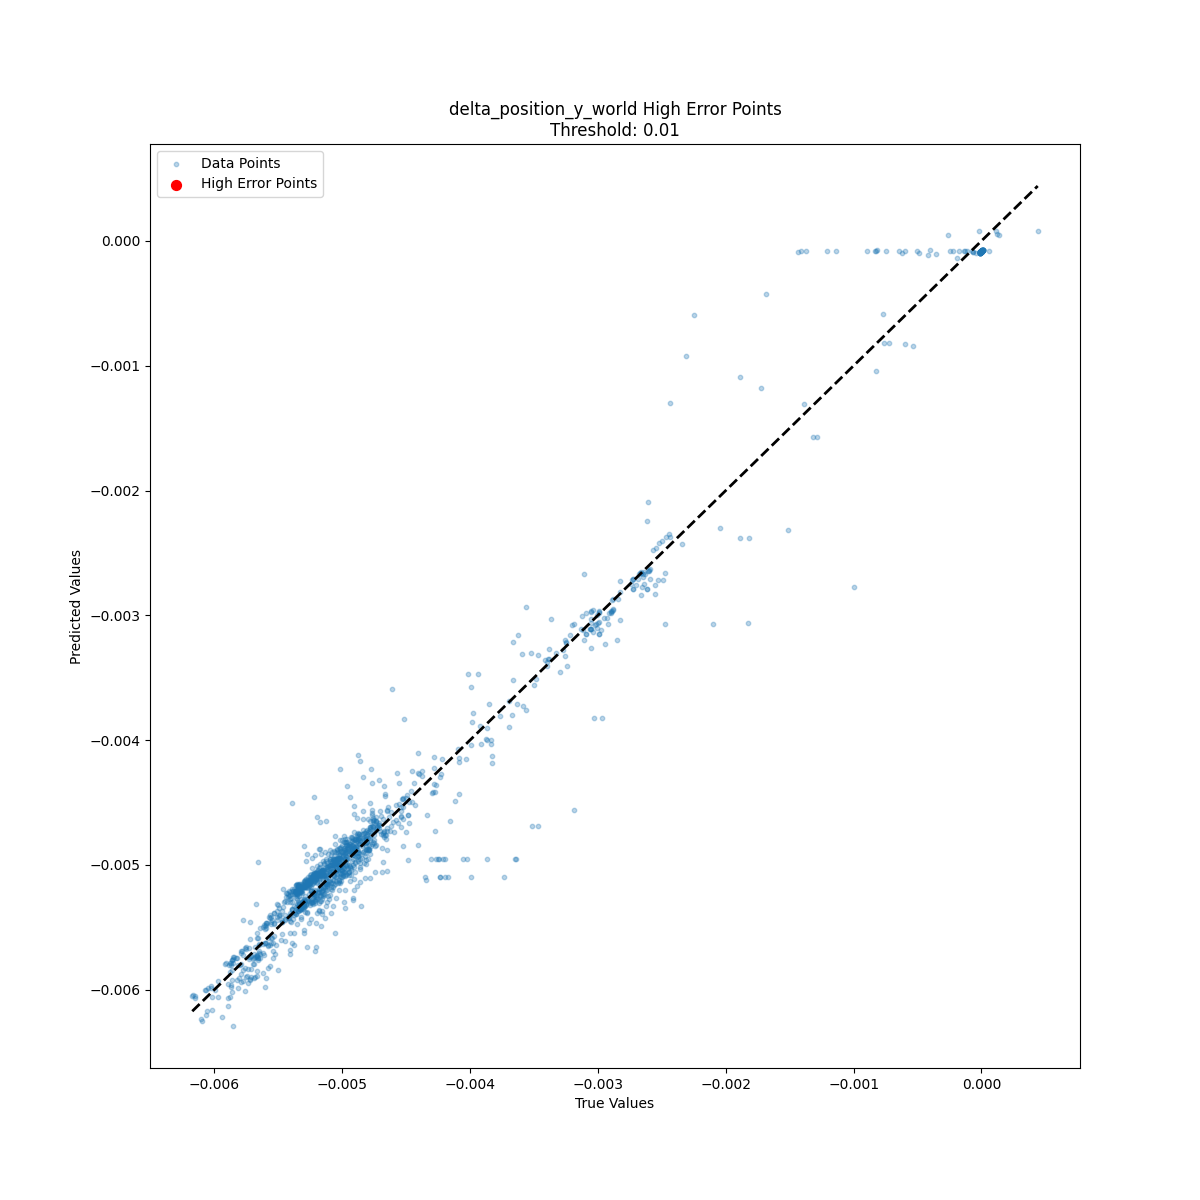 delta_position_y_world High Error Points
Threshold: 0.01
Data Points
High Error Points
0.000
−0.001
−0.002
−0.003
−0.004
−0.005
−0.006
Predicted Values
−0.006
−0.005
−0.004
−0.003
−0.002
−0.001
0.000
True Values